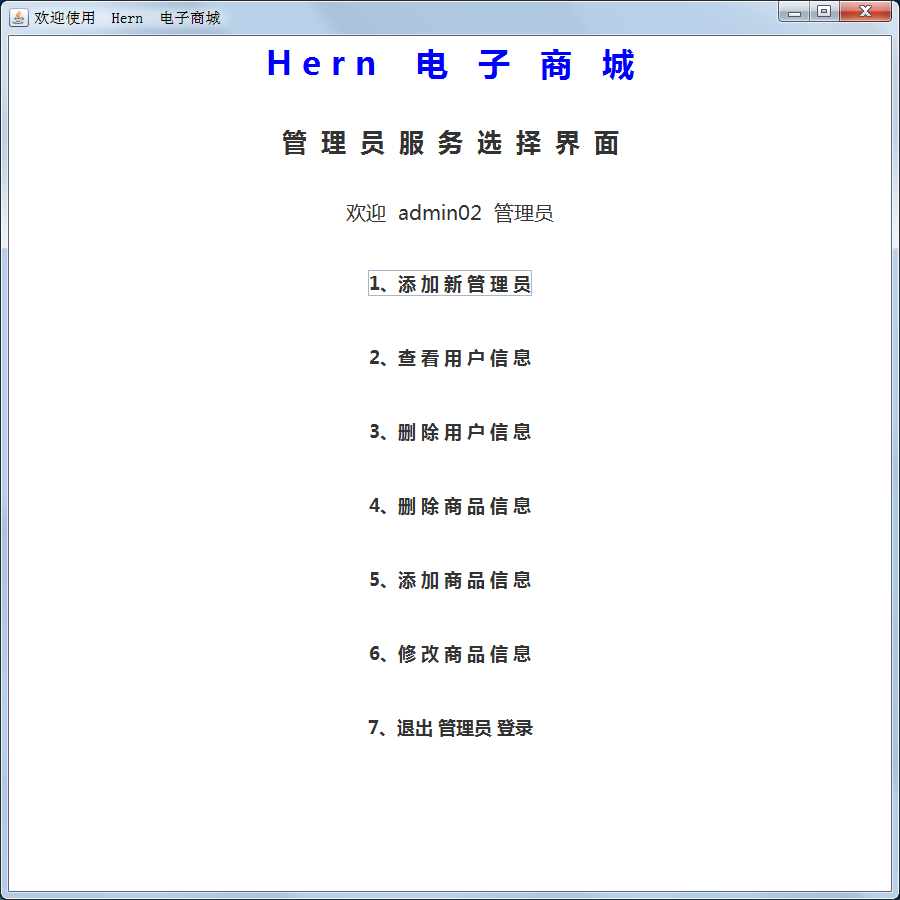 欢迎使用 Hern 电子商城
Hern 电 子 商 城
管 理 员 服 务 选 择 界 面
欢迎 admin02 管理员
1、添 加 新 管 理 员
2、查 看 用 户 信 息
3、删 除 用 户 信 息
4、删 除 商 品 信 息
5、添 加 商 品 信 息
6、修 改 商 品 信 息
7、退出 管理员 登录